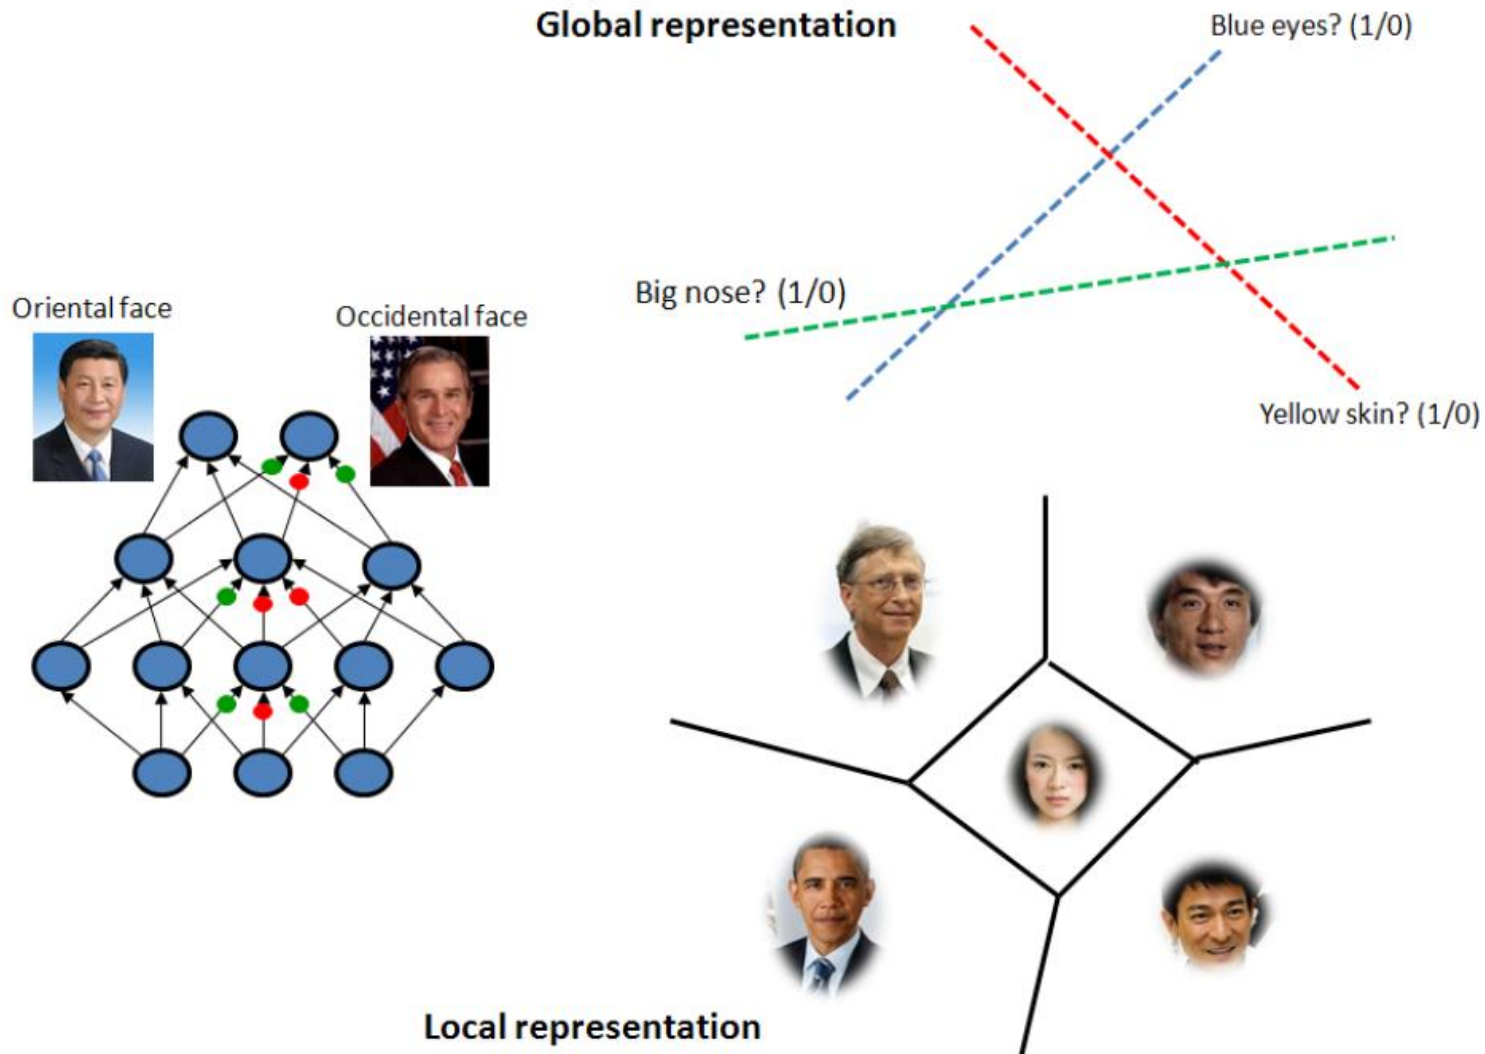 Global representation
Blue eyes? (1/0)
Big nose? (1/0)
Oriental face
Occidental face
Yellow skin? (1/0)
Local representation